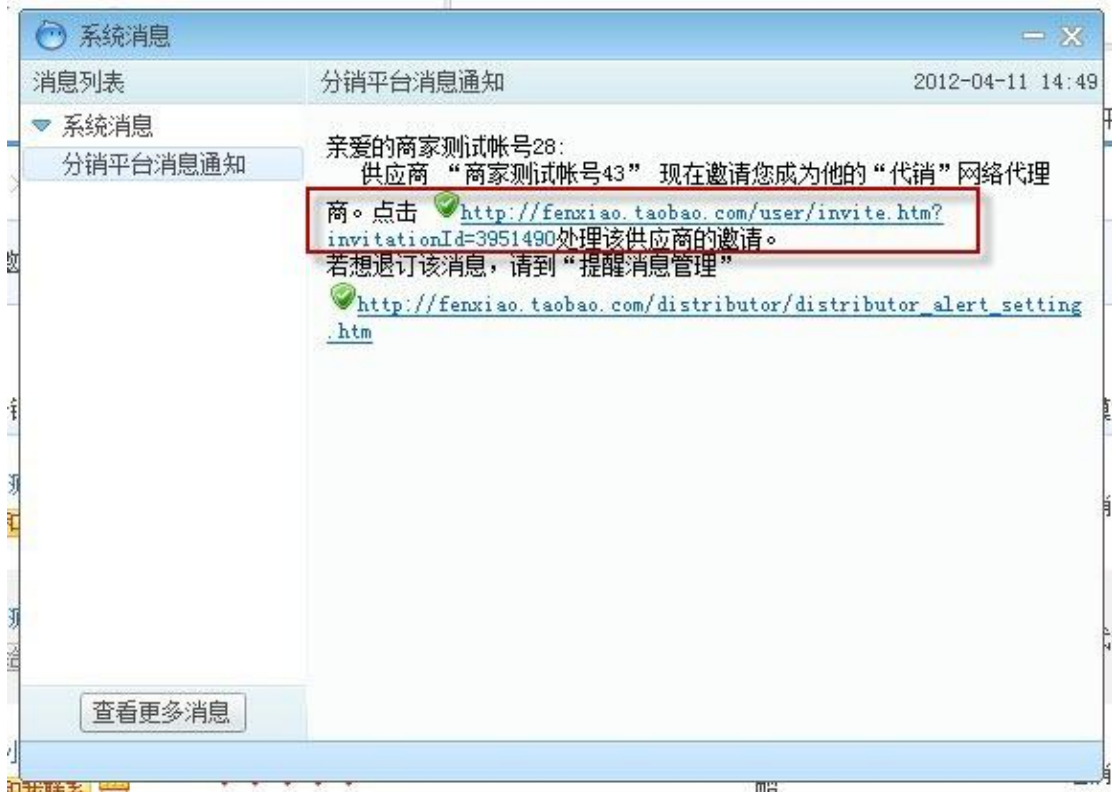 系统消息
消息列表
分销平台消息通知
2012-04-11 14:49
系统消息
分销平台消息通知
亲爱的商家测试帐号28:
供应商 “商家测试帐号43” 现在邀请您成为他的“代销”网络代理
商。点击 http://fenxiao.taobao.com/user/invite.htm?
invitationId=3951490处理该供应商的邀请。
若想退订该消息，请到“提醒消息管理”
http://fenxiao.taobao.com/distributor/distributor_alert_setting
.htm
查看更多消息